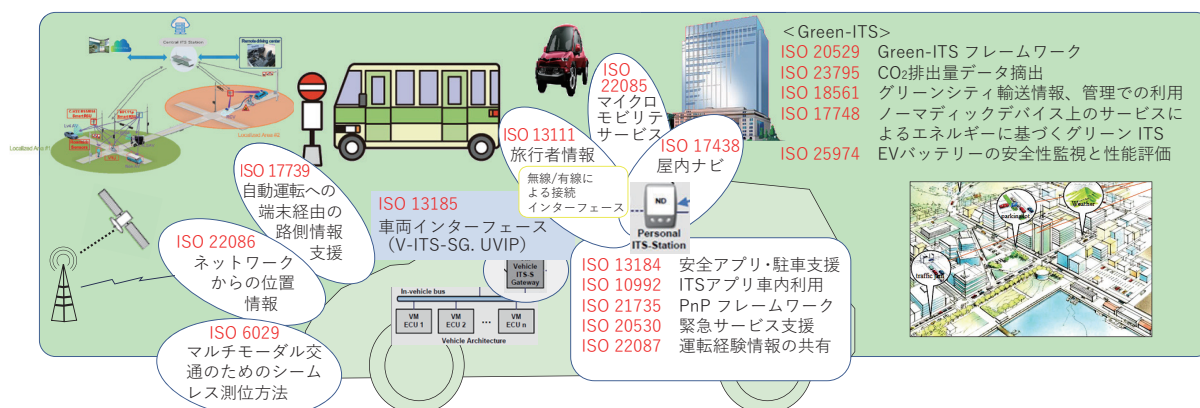 Central ITS Station
Remote-driving center
Localized Area #2
Localized Area #1
ISO 17739
自動運転への
端末経由の
路側情報
支援
ISO 22086
ネットワーク
からの位置
情報
ISO 6029
マルチモーダル交
通のためのシーム
レス測位方法
ISO 13185
車両インターフェース
（V-ITS-SG. UVIP）
Vehicle
ITS-S
Gateway
In-vehicle bus
VM
ECU 1
VM
ECU 2
…
VM
ECU n
Vehicle Architecture
ISO 13111
旅行者情報
無線/有線に
よる接続
インターフェース
ISO
22085
マイクロ
モビリテ
サービス
ISO 17438
屋内ナビ
ND
Personal
ITS-Station
ISO 13184 安全アプリ・駐車支援
ISO 10992 ITSアプリ車内利用
ISO 21735 PnP フレームワーク
ISO 20530 緊急サービス支援
ISO 22087 運転経験情報の共有
＜Green-ITS＞
ISO 20529 Green-ITS フレームワーク
ISO 23795 CO₂排出量データ摘出
ISO 18561 グリーンシティ輸送情報、管理での利用
ISO 17748 ノーマディックデバイス上のサービスに
よるエネルギーに基づくグリーン ITS
ISO 25974 EVバッテリーの安全性監視と性能評価
parking lot
Weather
traffic jam